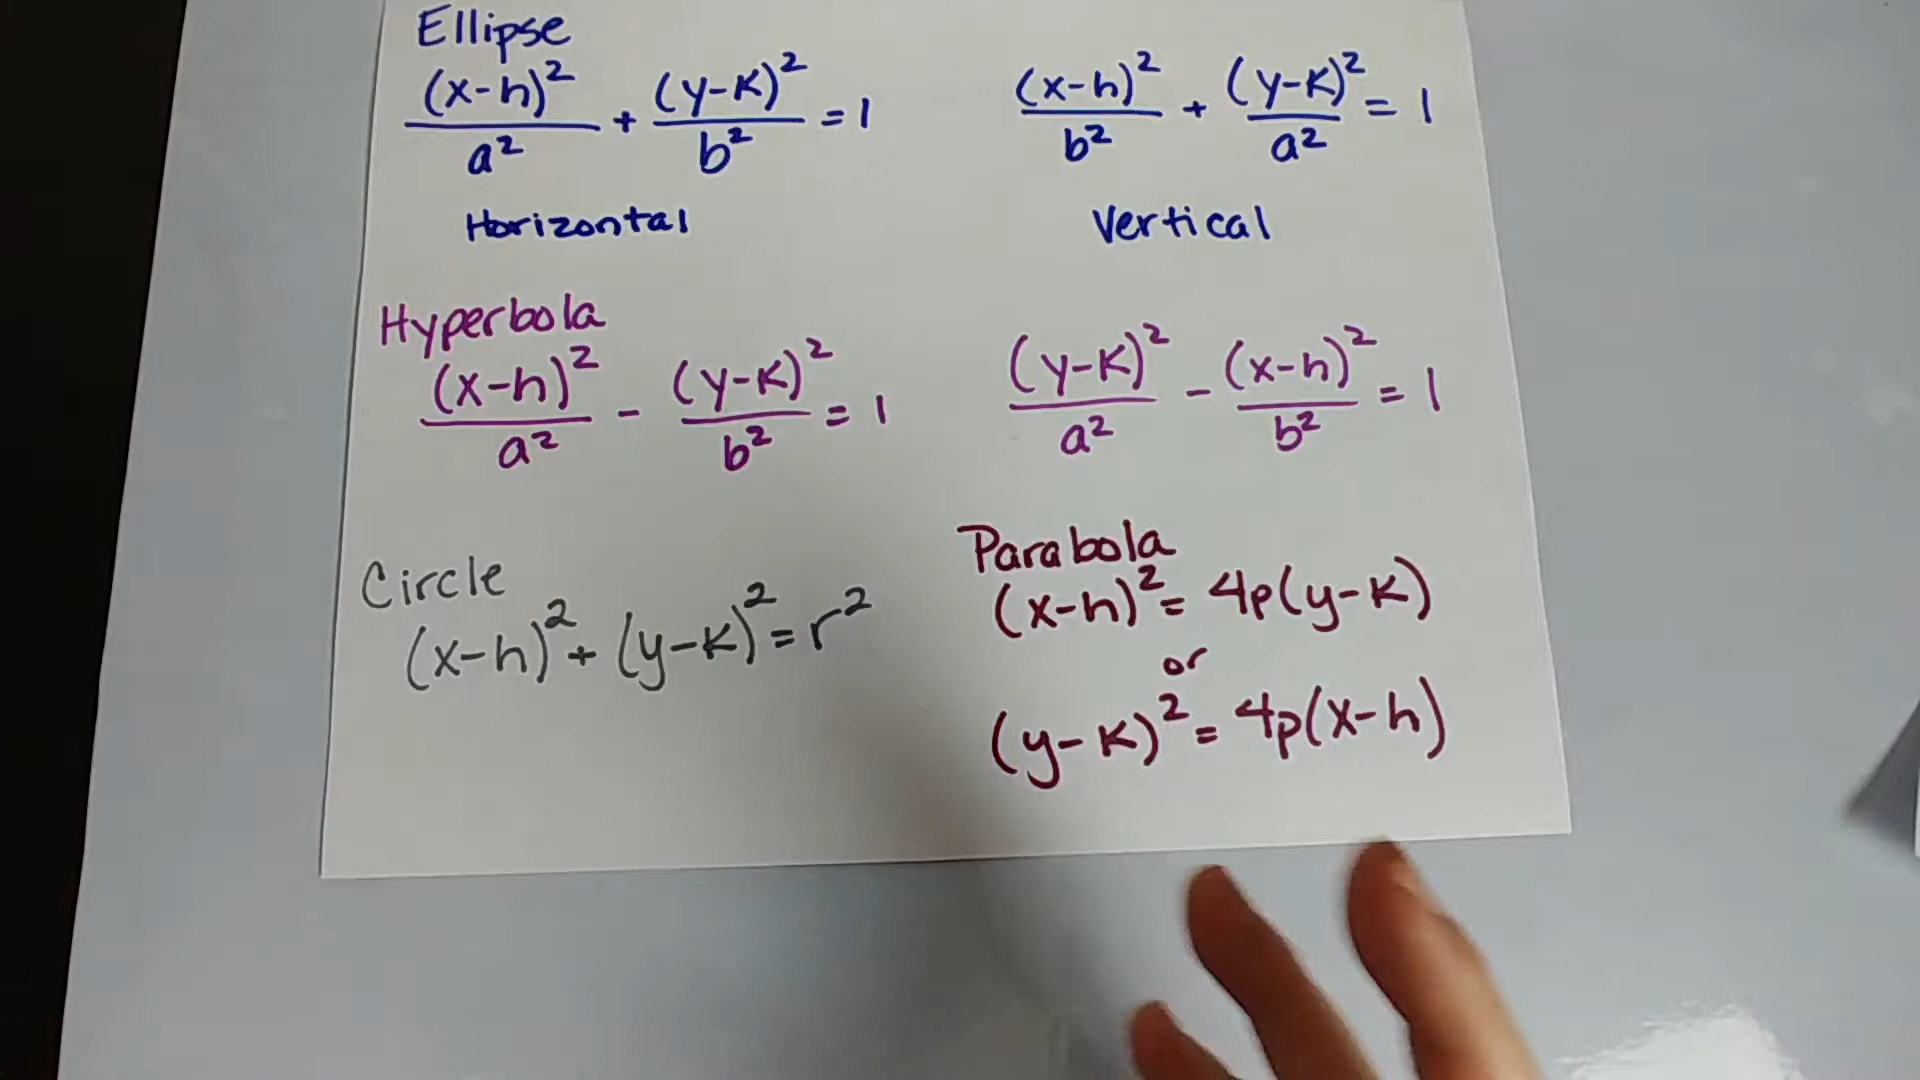 Ellipse
(x-h)²/a² + (y-k)²/b² = 1
(x-h)²/b² + (y-k)²/a² = 1
Horizontal
Vertical
Hyperbola
(x-h)²/a² - (y-k)²/b² = 1
(y-k)²/a² - (x-h)²/b² = 1
Circle
(x-h)² + (y-k)² = r²
Parabola
(x-h)² = 4p(y-k)
or
(y-k)² = 4p(x-h)